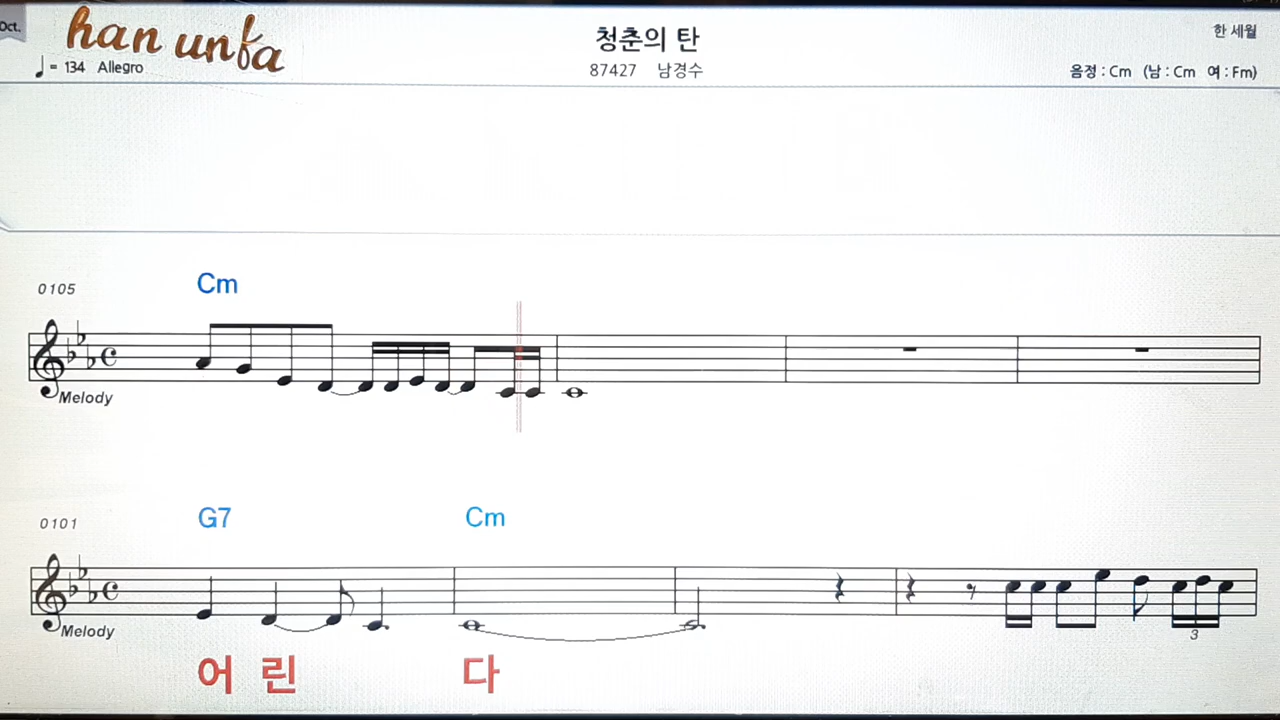 Oct.
han unfa
= 134 Allegro
청춘의 탄
87427 남경수
한 세월
음정 : Cm (남 : Cm 여 : Fm)
0105
Cm
Melody
0101
G7 Cm
Melody
3
어 린 다